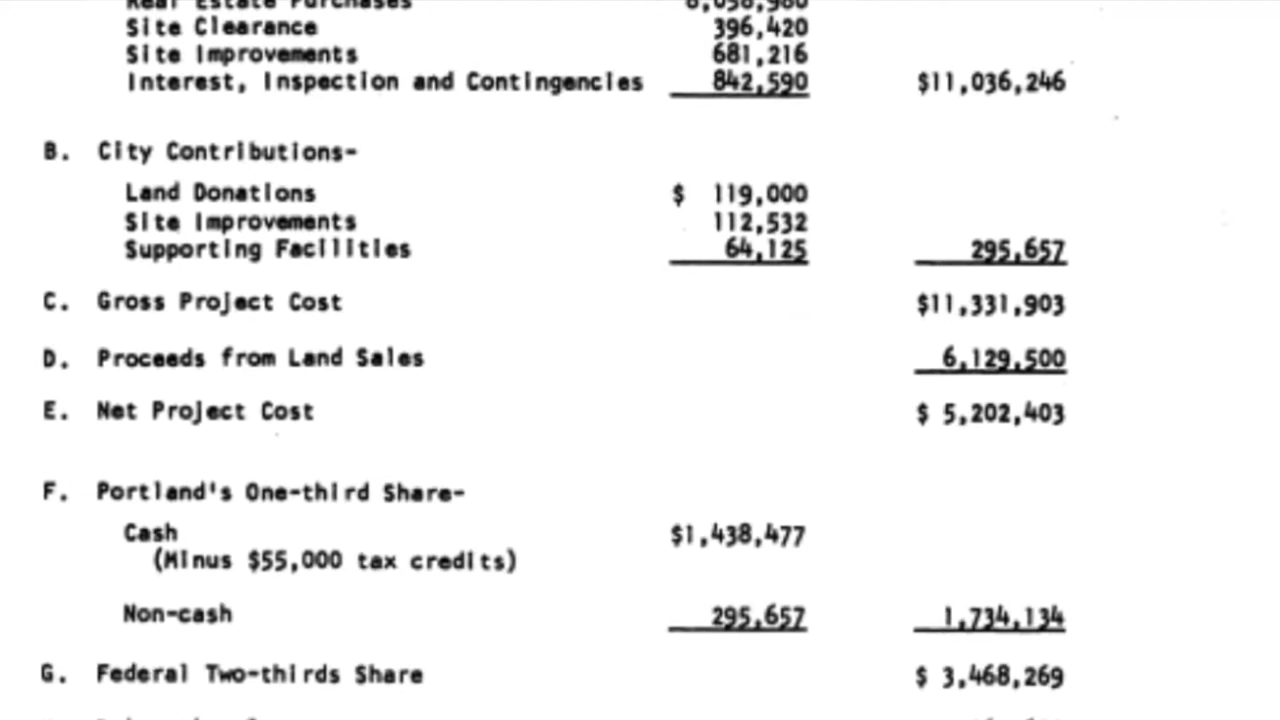 Real Estate Purchases
Site Clearance 396,420
Site Improvements 681,216
Interest, Inspection and Contingencies 842,590 $11,036,246
B. City Contributions-
Land Donations $ 119,000
Site Improvements 112,532
Supporting Facilities 64,125 295,657
C. Gross Project Cost $11,331,903
D. Proceeds from Land Sales 6,129,500
E. Net Project Cost $ 5,202,403
F. Portland's One-third Share-
Cash $1,438,477
(Minus $55,000 tax credits)
Non-cash 295,657 1,734,134
G. Federal Two-thirds Share $ 3,468,269